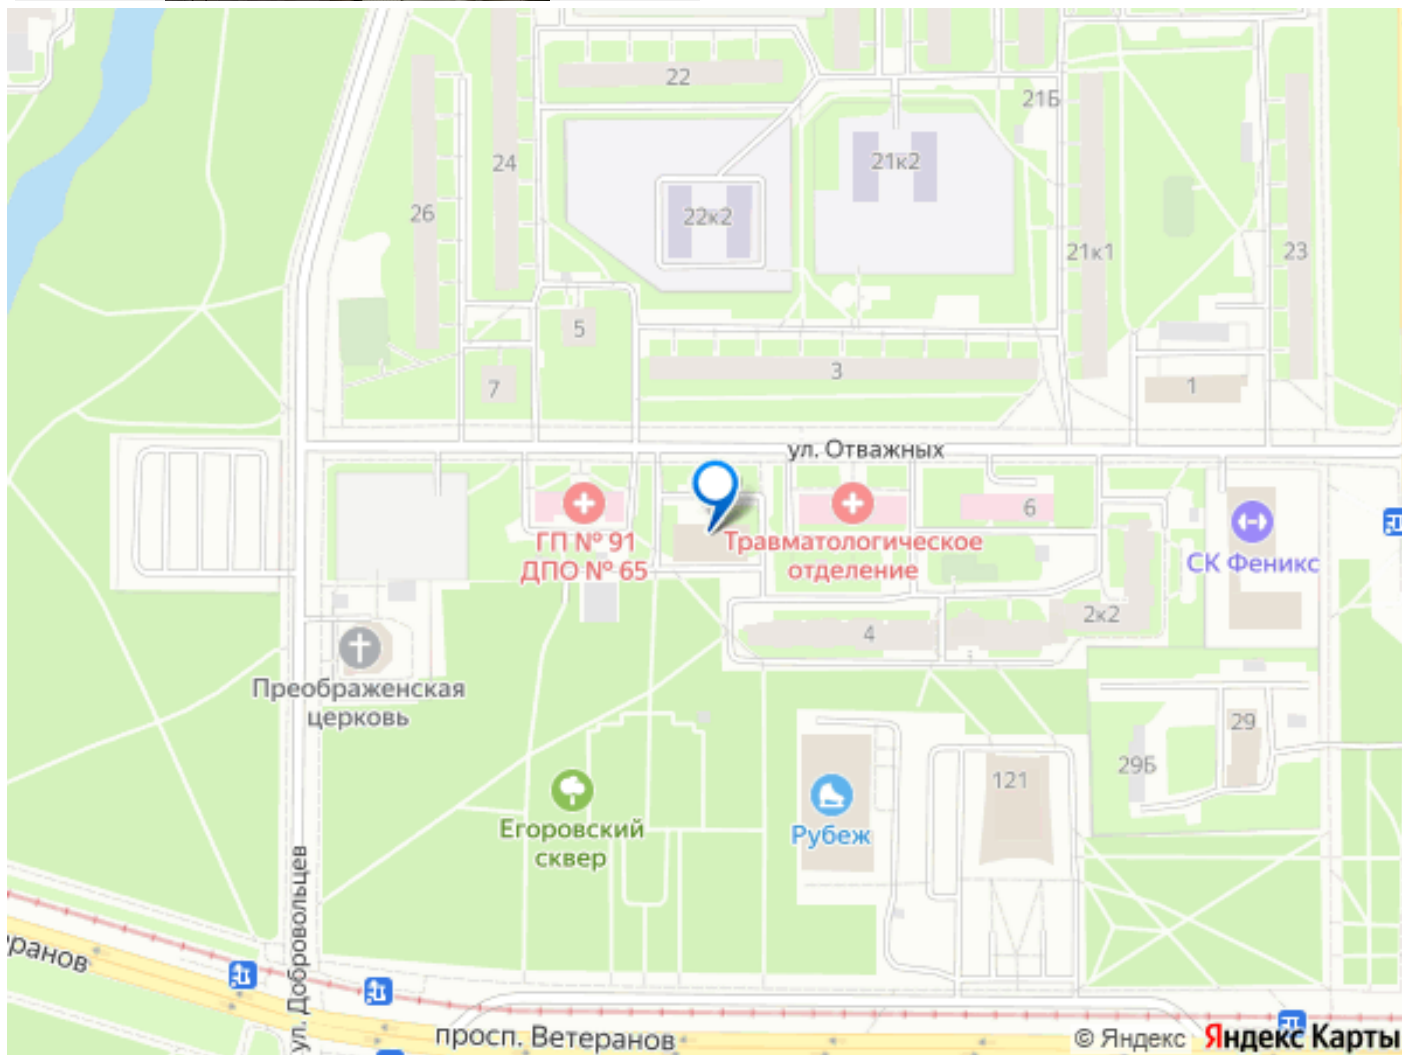 22
21Б
24
21к2
26
22к2
21к1
23
5
3
7
1
ул. Отважных
6
ГП № 91
ДПО № 65
Травматологическое
отделение
СК Феникс
2к2
4
Преображенская
церковь
29
29Б
121
Егоровский
сквер
Рубеж
ул. Добровольцев
еранов
просп. Ветеранов
© Яндекс Яндекс Карты